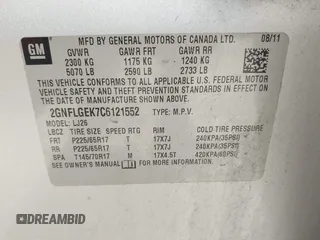 GM
MFD BY GENERAL MOTORS OF CANADA LTD.
08/11
GVWR GAWR FRT GAWR RR
2300 KG 1175 KG 1240 KG
5070 LB 2590 LB 2733 LB
THIS VEHICLE CONFORMS TO ALL APPLICABLE U.S. FEDERAL MOTOR
VEHICLE SAFETY, BUMPER, AND THEFT PREVENTION STANDARDS IN
EFFECT ON THE DATE OF MANUFACTURE SHOWN ABOVE.
2GNFLGEK7C6121552 TYPE: M.P.V.
MODEL: LJ26
LBCZ TIRE SIZE SPEED RTG RIM COLD TIRE PRESSURE
FRT P225/65R17 T 17X7J 240KPA(35PSI)
RR P225/65R17 T 17X7J 240KPA(35PSI)
SPA T145/70R17 M 17X4.5T 420KPA(60PSI)
SEE OWNER'S MANUAL FOR MORE INFORMATION.
DEALERBID